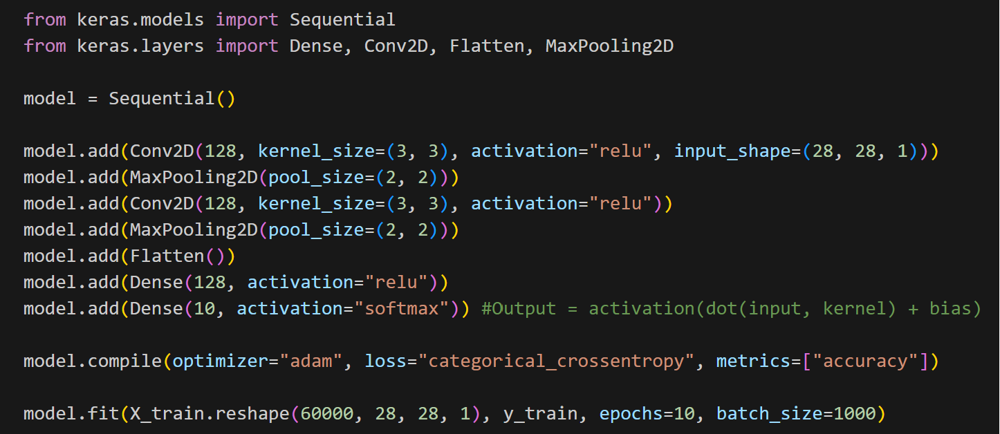 from keras.models import Sequential
from keras.layers import Dense, Conv2D, Flatten, MaxPooling2D
model = Sequential()
model.add(Conv2D(128, kernel_size=(3, 3), activation="relu", input_shape=(28, 28, 1)))
model.add(MaxPooling2D(pool_size=(2, 2)))
model.add(Conv2D(128, kernel_size=(3, 3), activation="relu"))
model.add(MaxPooling2D(pool_size=(2, 2)))
model.add(Flatten())
model.add(Dense(128, activation="relu"))
model.add(Dense(10, activation="softmax")) #Output = activation(dot(input, kernel) + bias)
model.compile(optimizer="adam", loss="categorical_crossentropy", metrics=["accuracy"])
model.fit(X_train.reshape(60000, 28, 28, 1), y_train, epochs=10, batch_size=1000)